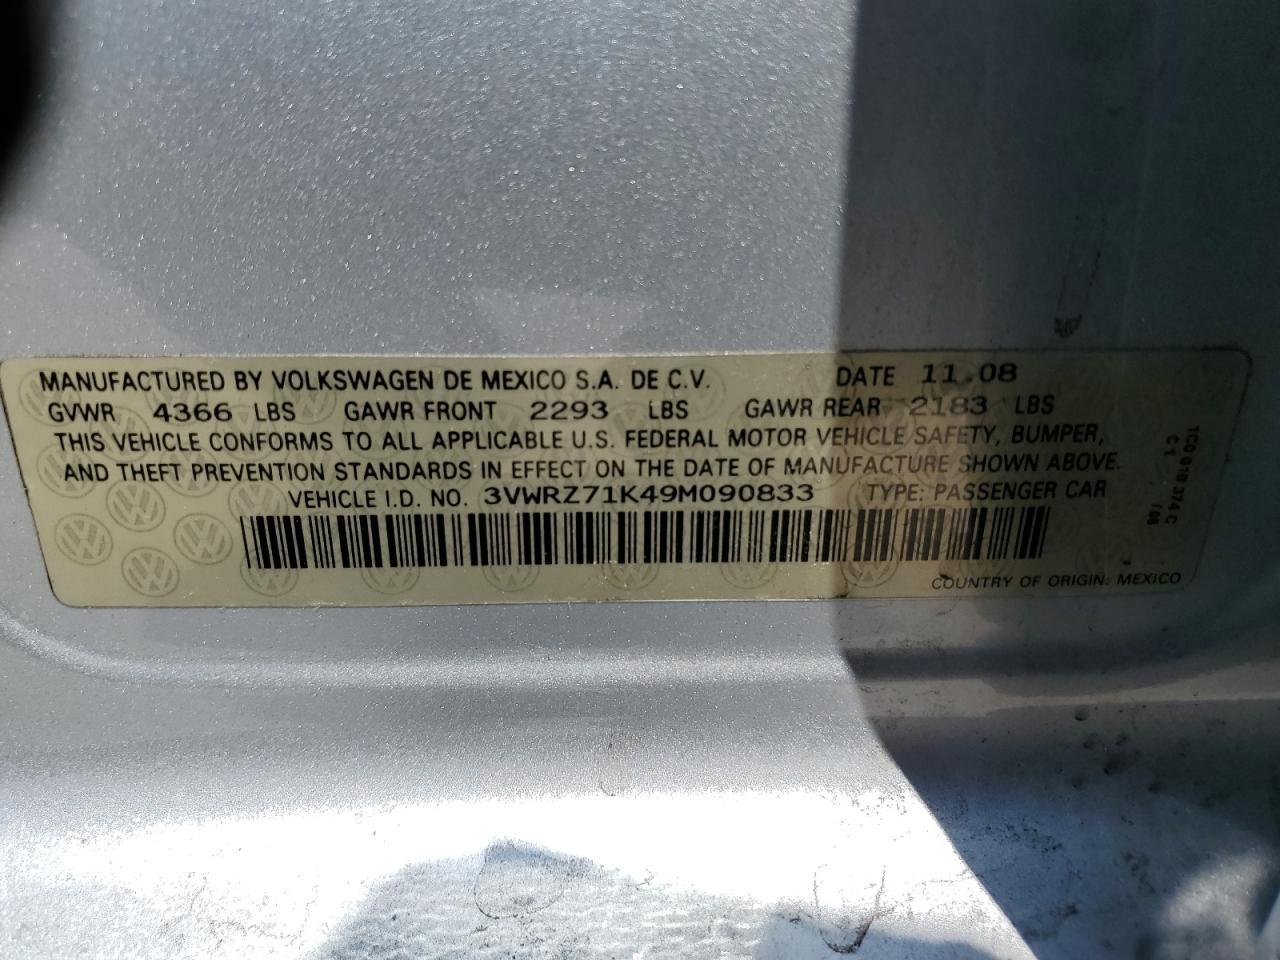 MANUFACTURED BY VOLKSWAGEN DE MEXICO S.A. DE C.V. DATE 11.08
GVWR 4366 LBS GAWR FRONT 2293 LBS GAWR REAR 2183 LBS
THIS VEHICLE CONFORMS TO ALL APPLICABLE U.S. FEDERAL MOTOR VEHICLE SAFETY, BUMPER,
AND THEFT PREVENTION STANDARDS IN EFFECT ON THE DATE OF MANUFACTURE SHOWN ABOVE.
VEHICLE I.D. NO. 3VWRZ71K49M090833 TYPE: PASSENGER CAR
COUNTRY OF ORIGIN: MEXICO
C1